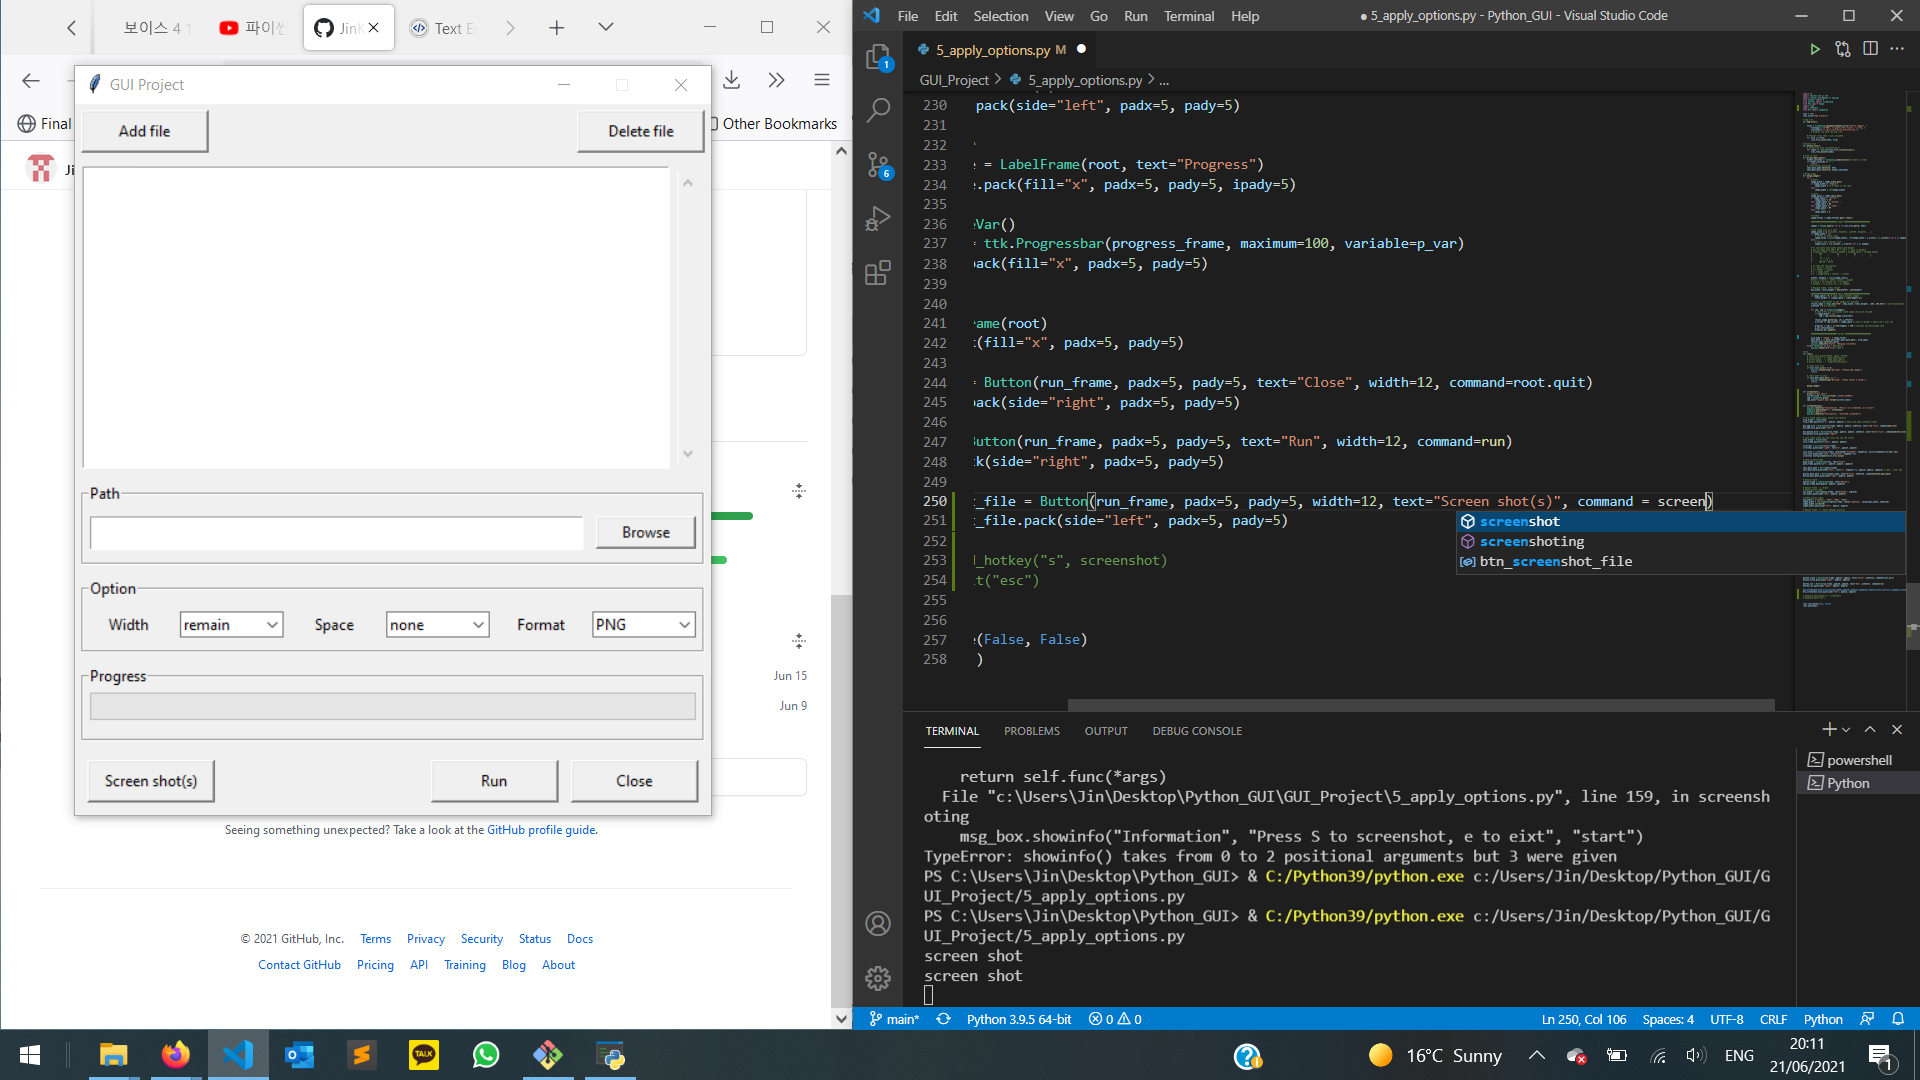 보이스 4 1
파이썬
JinK
Text E
Final
Other Bookmarks
GUI Project
Add file
Delete file
Path
Browse
Option
Width
remain
Space
none
Format
PNG
Progress
Jun 15
Jun 9
Screen shot(s)
Run
Close
Seeing something unexpected? Take a look at the GitHub profile guide.
© 2021 GitHub, Inc.
Terms
Privacy
Security
Status
Docs
Contact GitHub
Pricing
API
Training
Blog
About
File Edit Selection View Go Run Terminal Help
● 5_apply_options.py - Python_GUI - Visual Studio Code
5_apply_options.py M
GUI_Project > 5_apply_options.py > ...
1
6
230 pack(side="left", padx=5, pady=5)
231
232
233 = LabelFrame(root, text="Progress")
234 .pack(fill="x", padx=5, pady=5, ipady=5)
235
236 Var()
237 ttk.Progressbar(progress_frame, maximum=100, variable=p_var)
238 pack(fill="x", padx=5, pady=5)
239
240
241 ame(root)
242 (fill="x", padx=5, pady=5)
243
244 = Button(run_frame, padx=5, pady=5, text="Close", width=12, command=root.quit)
245 pack(side="right", padx=5, pady=5)
246
247 Button(run_frame, padx=5, pady=5, text="Run", width=12, command=run)
248 k(side="right", padx=5, pady=5)
249
250 _file = Button(run_frame, padx=5, pady=5, width=12, text="Screen shot(s)", command = screen)
251 _file.pack(side="left", padx=5, pady=5)
252
253 _hotkey("s", screenshot)
254 t("esc")
255
256
257 e(False, False)
258 )
screenshot
screenshoting
btn_screenshot_file
TERMINAL PROBLEMS OUTPUT DEBUG CONSOLE
powershell
Python
return self.func(*args)
File "c:\Users\Jin\Desktop\Python_GUI\GUI_Project\5_apply_options.py", line 159, in screensh
oting
msg_box.showinfo("Information", "Press S to screenshot, e to eixt", "start")
TypeError: showinfo() takes from 0 to 2 positional arguments but 3 were given
PS C:\Users\Jin\Desktop\Python_GUI> & C:/Python39/python.exe c:/Users/Jin/Desktop/Python_GUI/G
UI_Project/5_apply_options.py
PS C:\Users\Jin\Desktop\Python_GUI> & C:/Python39/python.exe c:/Users/Jin/Desktop/Python_GUI/G
UI_Project/5_apply_options.py
screen shot
screen shot
main*
Python 3.9.5 64-bit
0 0
Ln 250, Col 106
Spaces: 4
UTF-8
CRLF
Python
TALK
16°C Sunny
ENG
20:11
21/06/2021
1